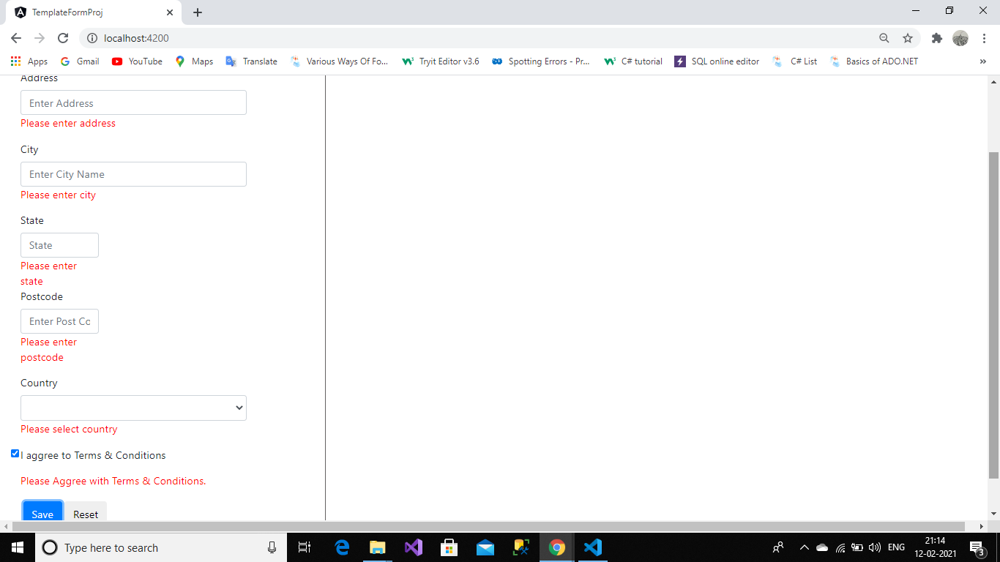 TemplateFormProj
localhost:4200
Apps Gmail YouTube Maps Translate Various Ways Of Fo... Tryit Editor v3.6 Spotting Errors - Pr... C# tutorial SQL online editor C# List Basics of ADO.NET »
Address
Enter Address
Please enter address
City
Enter City Name
Please enter city
State
State
Please enter
state
Postcode
Enter Post Co
Please enter
postcode
Country
Please select country
I aggree to Terms & Conditions
Please Aggree with Terms & Conditions.
Save Reset
Type here to search
ENG
21:14
12-02-2021
3